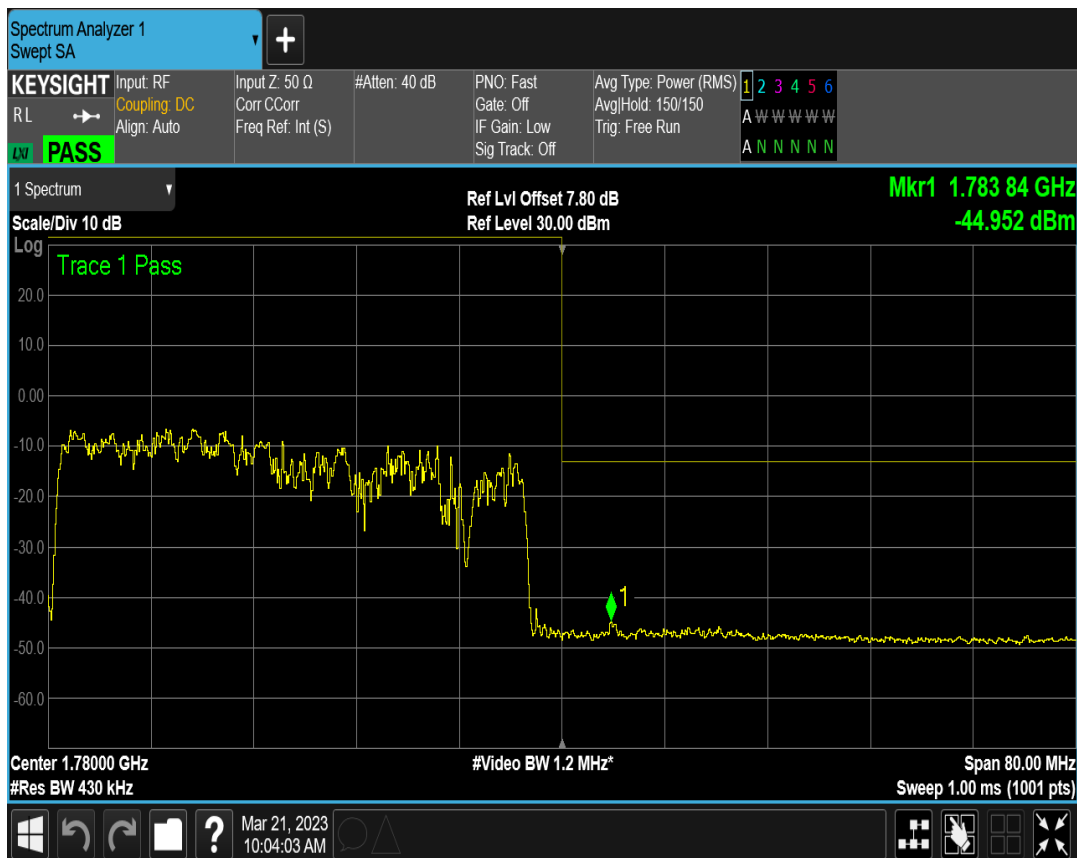 Spectrum Analyzer 1
Swept SA
+
KEYSIGHT
RL
LXI PASS
Input: RF
Coupling: DC
Align: Auto
Input Z: 50 Ω
Corr CCorr
Freq Ref: Int (S)
#Atten: 40 dB
PNO: Fast
Gate: Off
IF Gain: Low
Sig Track: Off
Avg Type: Power (RMS)
Avg|Hold: 150/150
Trig: Free Run
1 2 3 4 5 6
A W W W W W
A N N N N N
1 Spectrum
Scale/Div 10 dB
Ref Lvl Offset 7.80 dB
Ref Level 30.00 dBm
Mkr1 1.783 84 GHz
-44.952 dBm
Log
Trace 1 Pass
20.0
10.0
0.00
-10.0
-20.0
-30.0
-40.0
1
-50.0
-60.0
Center 1.78000 GHz
#Video BW 1.2 MHz*
Span 80.00 MHz
#Res BW 430 kHz
Sweep 1.00 ms (1001 pts)
?
Mar 21, 2023
10:04:03 AM